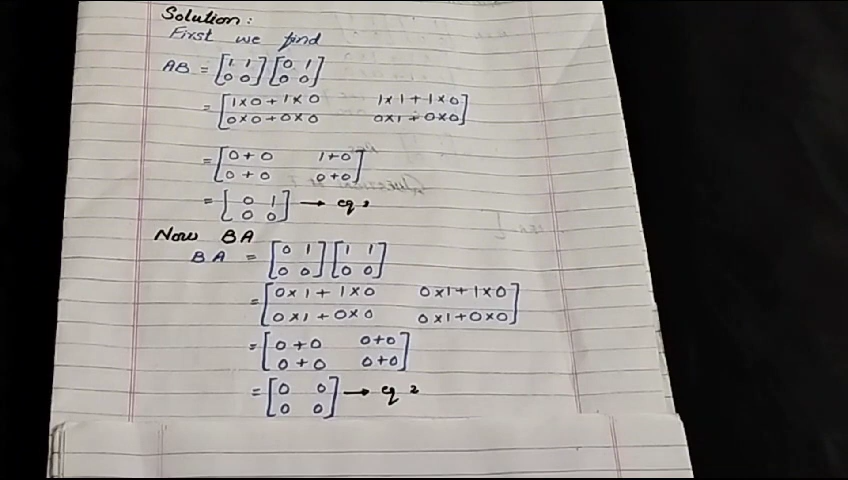 Solution:
First we find
AB = [1 1 [0 1
0 0] 0 0]
= [1×0+1×0 1×1+1×0
0×0+0×0 0×1+0×0]
= [0+0 1+0
0+0 0+0]
= [0 1
0 0] → eq
Now BA
BA = [0 1 [1 1
0 0] 0 0]
= [0×1+1×0 0×1+1×0
0×1+0×0 0×1+0×0]
= [0+0 0+0
0+0 0+0]
= [0 0
0 0] → eq 2